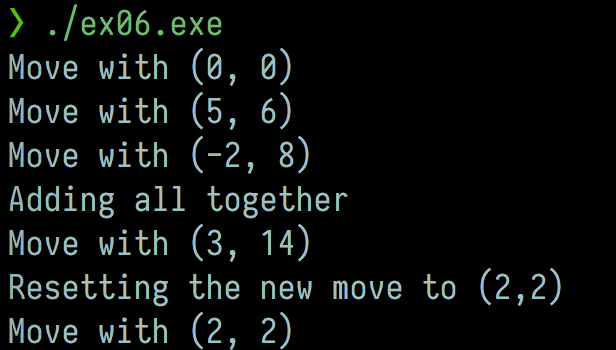 ❯ ./ex06.exe
Move with (0, 0)
Move with (5, 6)
Move with (-2, 8)
Adding all together
Move with (3, 14)
Resetting the new move to (2,2)
Move with (2, 2)